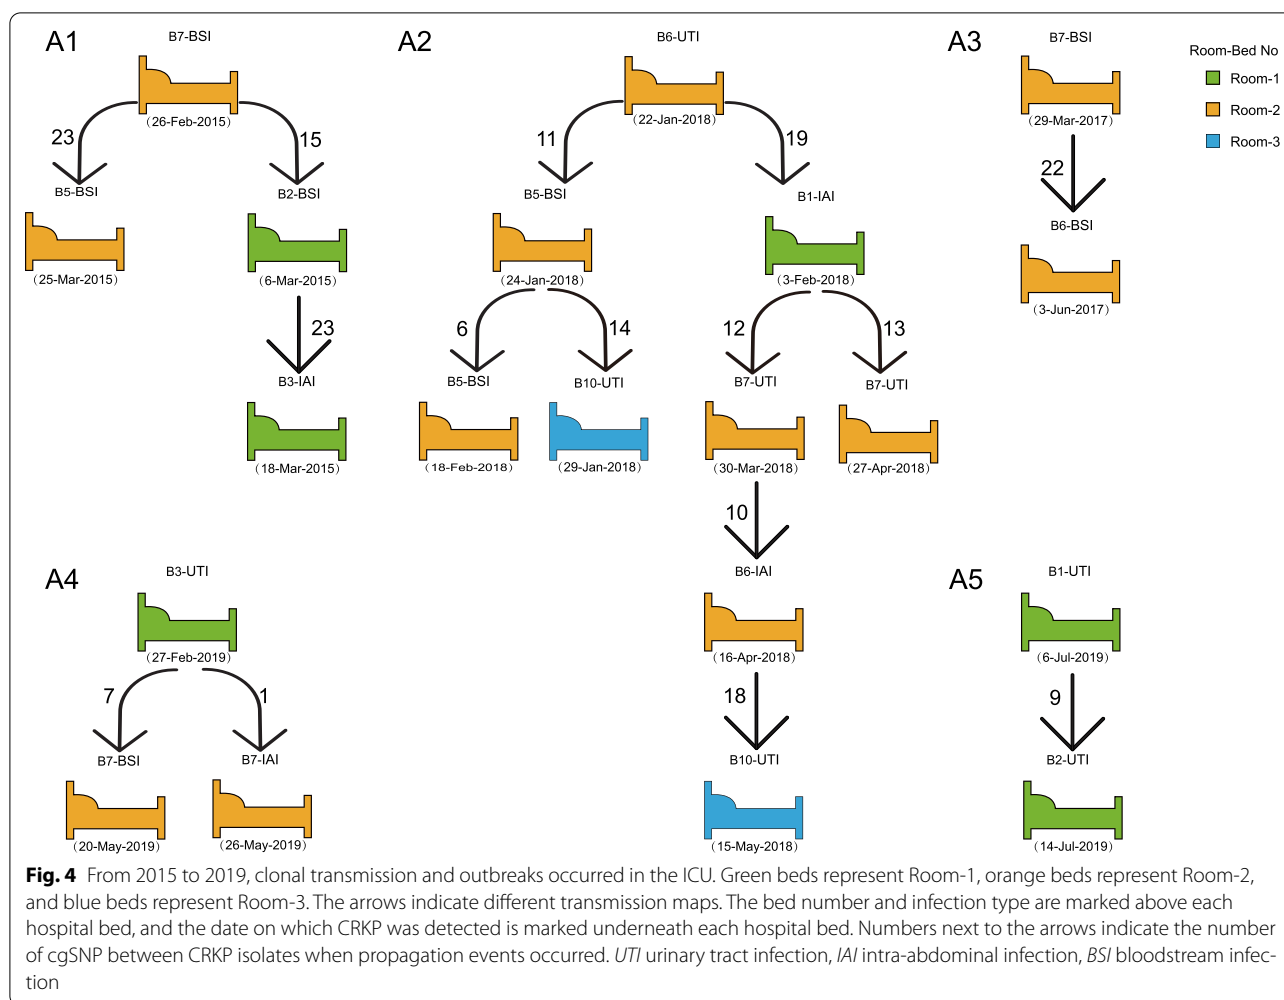 A1
B7-BSI
(26-Feb-2015)
23
15
B5-BSI
(25-Mar-2015)
B2-BSI
(6-Mar-2015)
23
B3-IAI
(18-Mar-2015)
A2
B6-UTI
(22-Jan-2018)
11
19
B5-BSI
(24-Jan-2018)
B1-IAI
(3-Feb-2018)
6
14
12
13
B5-BSI
(18-Feb-2018)
B10-UTI
(29-Jan-2018)
B7-UTI
(30-Mar-2018)
B7-UTI
(27-Apr-2018)
10
B6-IAI
(16-Apr-2018)
18
B10-UTI
(15-May-2018)
A3
B7-BSI
(29-Mar-2017)
22
B6-BSI
(3-Jun-2017)
Room-Bed No
Room-1
Room-2
Room-3
A4
B3-UTI
(27-Feb-2019)
7
1
B7-BSI
(20-May-2019)
B7-IAI
(26-May-2019)
A5
B1-UTI
(6-Jul-2019)
9
B2-UTI
(14-Jul-2019)
Fig. 4 From 2015 to 2019, clonal transmission and outbreaks occurred in the ICU. Green beds represent Room-1, orange beds represent Room-2,
and blue beds represent Room-3. The arrows indicate different transmission maps. The bed number and infection type are marked above each
hospital bed, and the date on which CRKP was detected is marked underneath each hospital bed. Numbers next to the arrows indicate the number
of cgSNP between CRKP isolates when propagation events occurred. UTI urinary tract infection, IAI intra-abdominal infection, BSI bloodstream infec-
tion